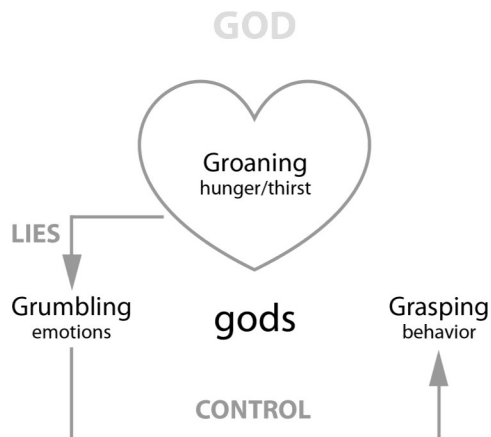 GOD
Groaning
hunger/thirst
LIES
Grumbling
emotions
gods
Grasping
behavior
CONTROL